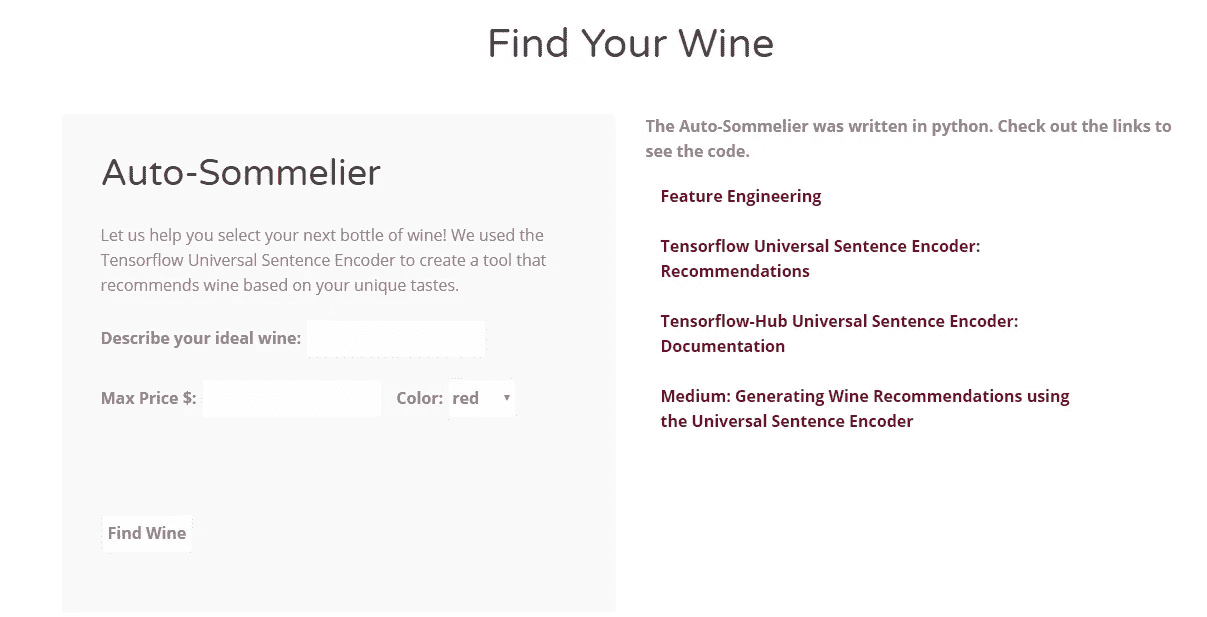 Find Your Wine
Auto-Sommelier
Let us help you select your next bottle of wine! We used the
Tensorflow Universal Sentence Encoder to create a tool that
recommends wine based on your unique tastes.
Describe your ideal wine:
Max Price $:
Color: red
Find Wine
The Auto-Sommelier was written in python. Check out the links to
see the code.
Feature Engineering
Tensorflow Universal Sentence Encoder:
Recommendations
Tensorflow-Hub Universal Sentence Encoder:
Documentation
Medium: Generating Wine Recommendations using
the Universal Sentence Encoder